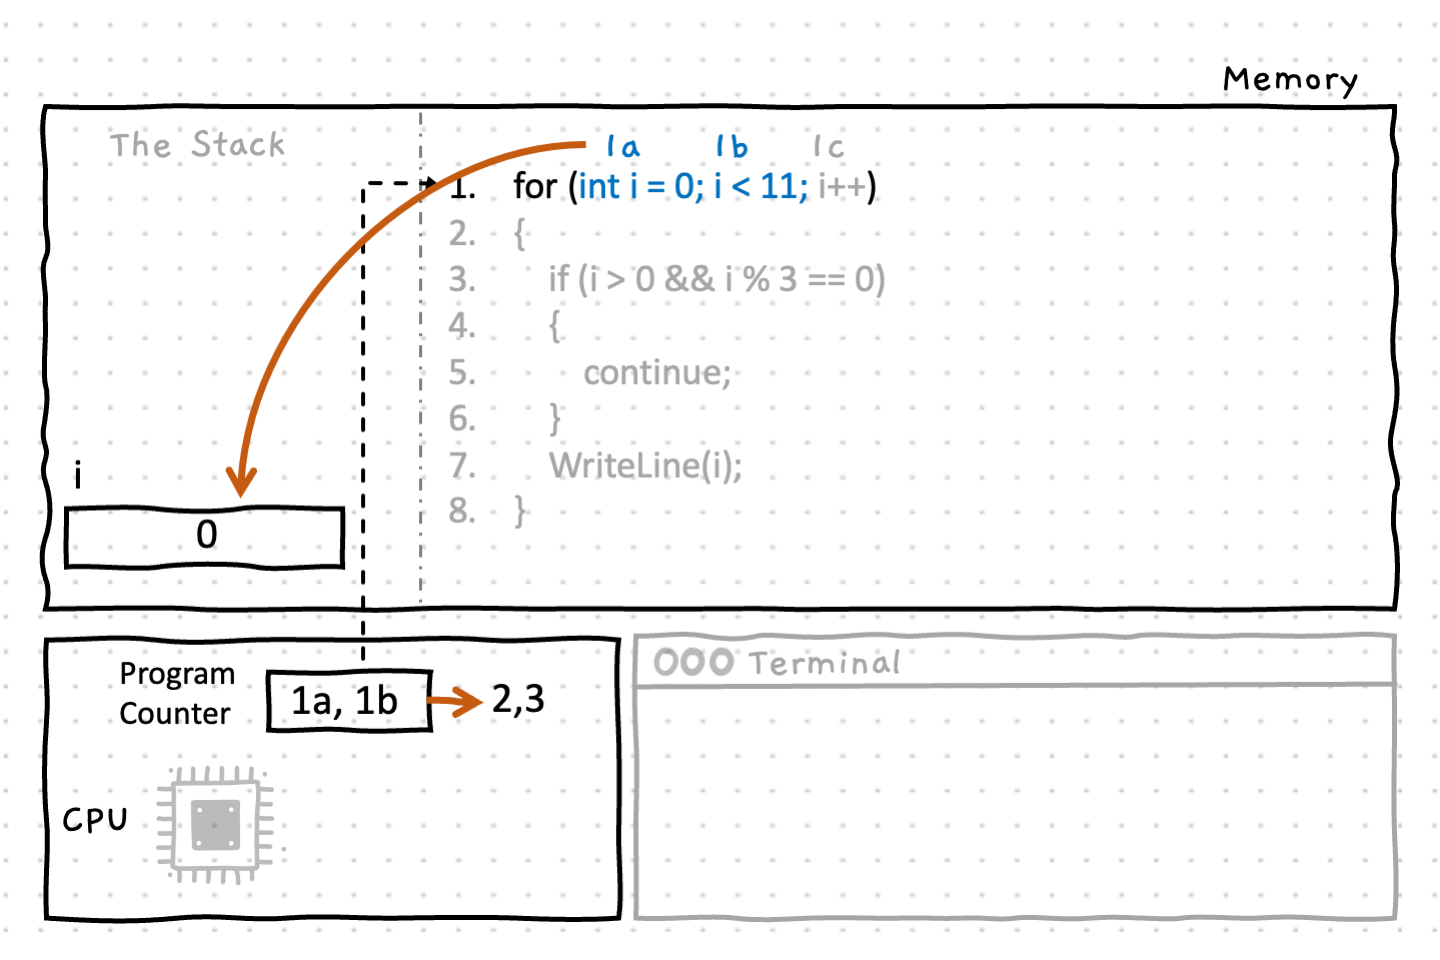 Memory
The Stack
1a 1b 1c
1. for (int i = 0; i < 11; i++)
2. {
3. if (i > 0 && i % 3 == 0)
4. {
5. continue;
6. }
7. WriteLine(i);
8. }
i
0
Program
Counter
1a, 1b
2,3
CPU
Terminal